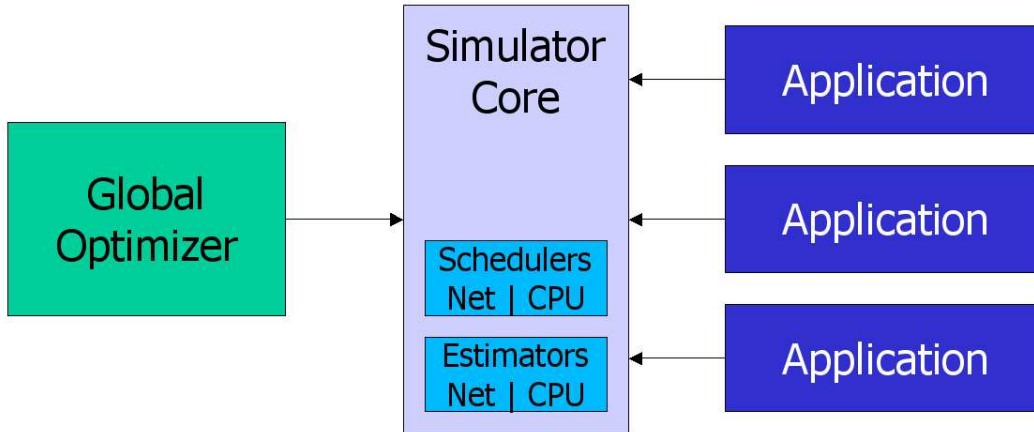 Global
Optimizer
Simulator
Core
Schedulers
Net | CPU
Estimators
Net | CPU
Application
Application
Application